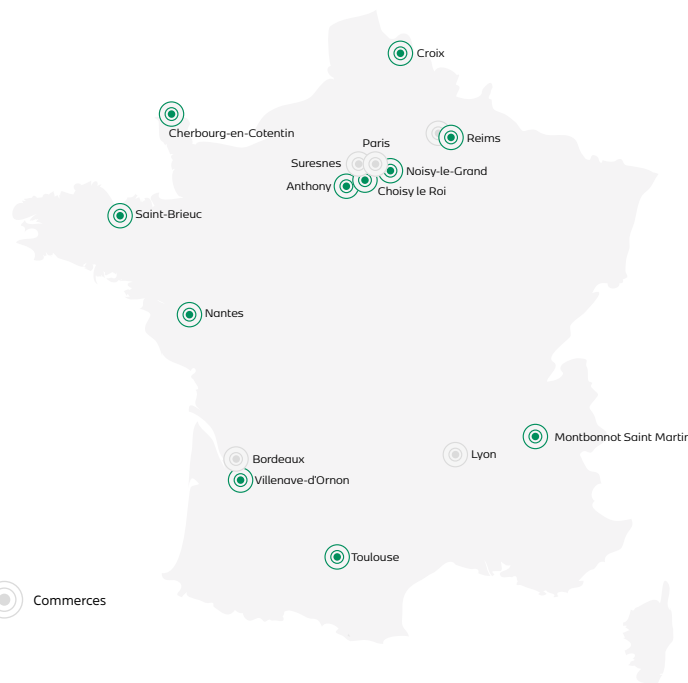 Croix
Cherbourg-en-Cotentin
Reims
Paris
Suresnes
Noisy-le-Grand
Anthony
Choisy le Roi
Saint-Brieuc
Nantes
Montbonnot Saint Martin
Lyon
Bordeaux
Villenave-d'Ornon
Toulouse
Commerces